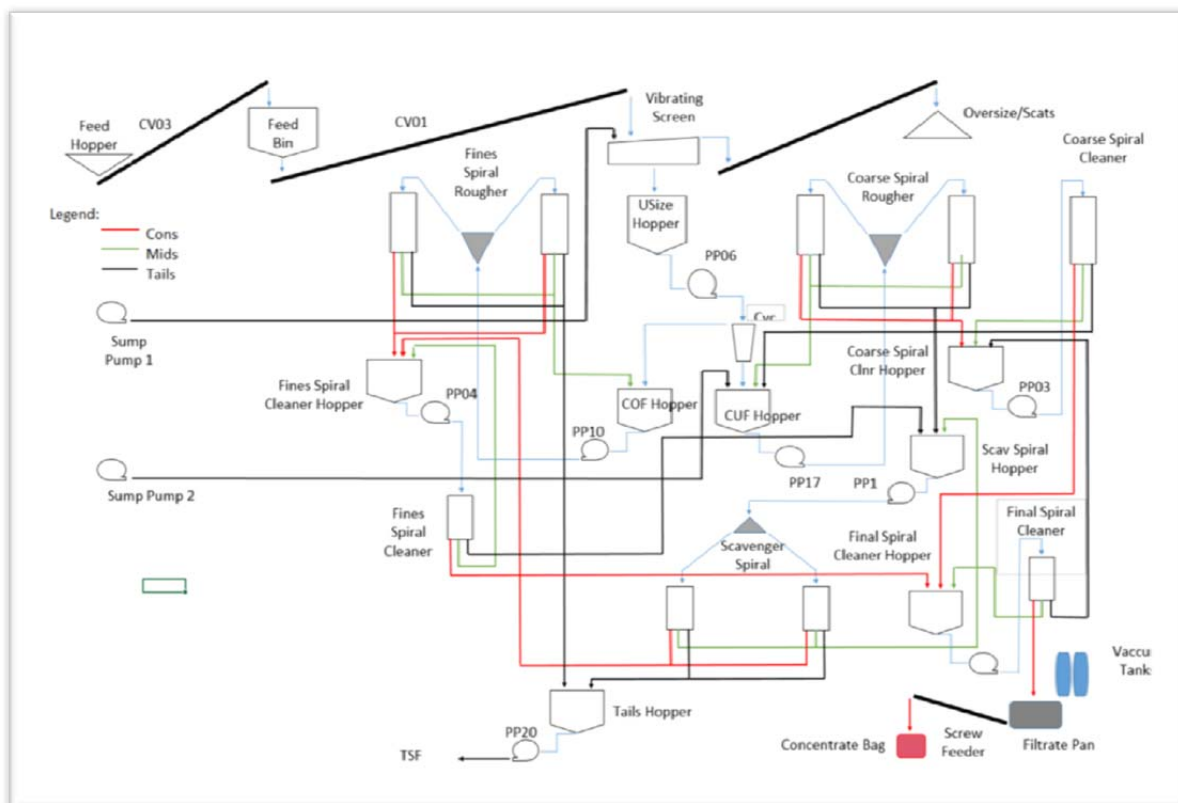 Feed
Hopper
CV03
Feed
Bin
CV01
Vibrating
Screen
Oversize/Scats
Coarse Spiral
Cleaner
Fines
Spiral
Rougher
Coarse Spiral
Rougher
USize
Hopper
PP06
Legend:
Cons
Mids
Tails
Sump
Pump 1
Fines Spiral
Cleaner Hopper
PP04
COF Hopper
CUF Hopper
Coarse Spiral
Clnr Hopper
PP03
PP10
PP17
PP1
Scav Spiral
Hopper
Sump Pump 2
Fines
Spiral
Cleaner
Scavenger
Spiral
Final Spiral
Cleaner Hopper
Final Spiral
Cleaner
Vaccu
Tank
Tails Hopper
PP20
TSF
Concentrate Bag
Screw
Feeder
Filtrate Pan